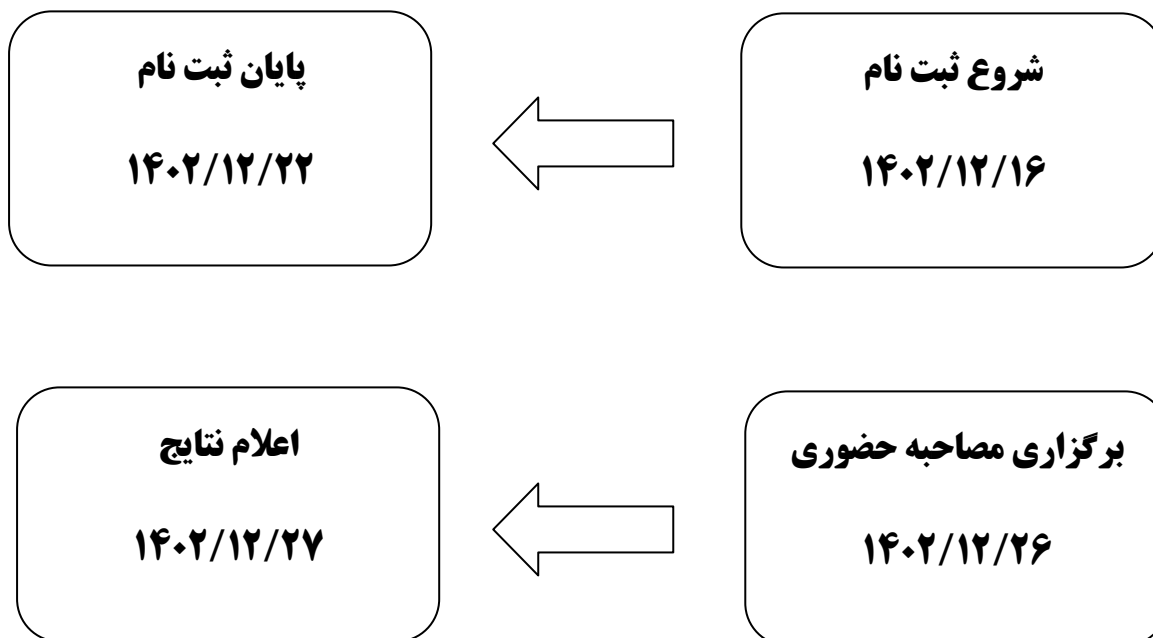 شروع ثبت نام
۱۴۰۲/۱۲/۱۶
پایان ثبت نام
۱۴۰۲/۱۲/۲۲
برگزاری مصاحبه حضوری
۱۴۰۲/۱۲/۲۶
اعلام نتایج
۱۴۰۲/۱۲/۲۷